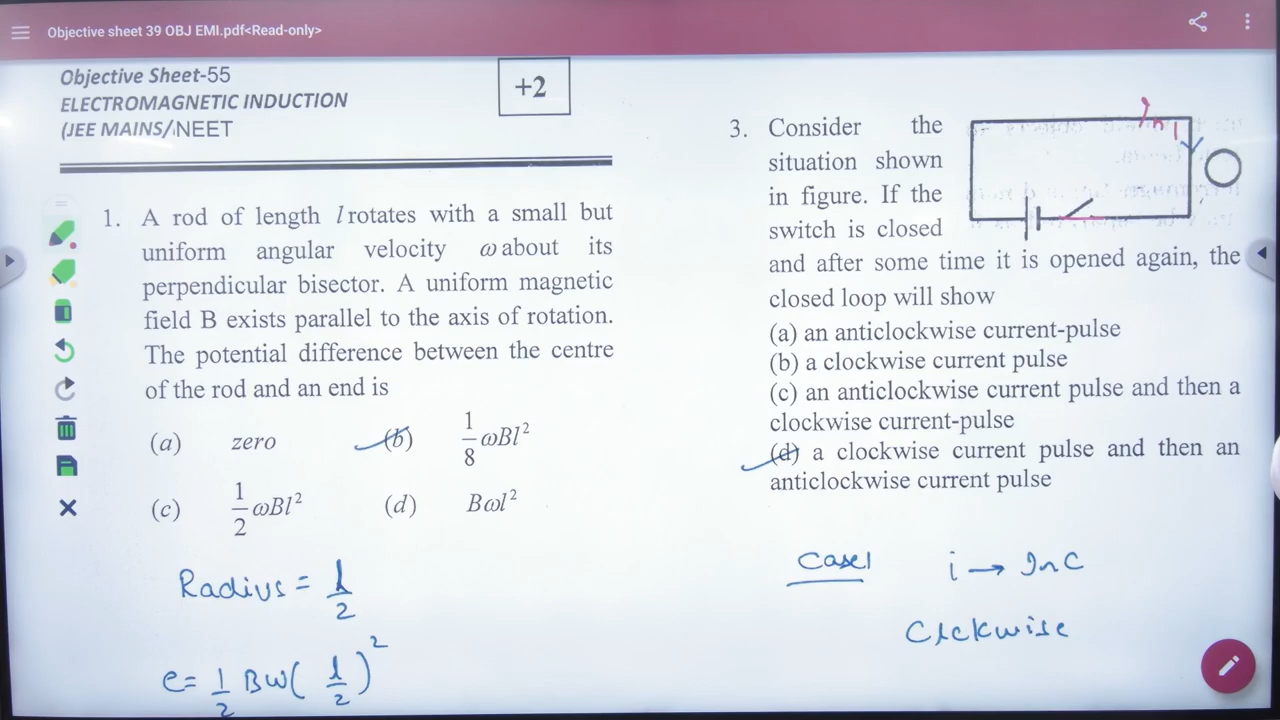 Objective sheet 39 OBJ EMI.pdf<Read-only>
Objective Sheet-55
ELECTROMAGNETIC INDUCTION
(JEE MAINS/NEET
+2
1. A rod of length l rotates with a small but
uniform angular velocity ω about its
perpendicular bisector. A uniform magnetic
field B exists parallel to the axis of rotation.
The potential difference between the centre
of the rod and an end is
(a) zero (b) 1/8 ωBl²
(c) 1/2 ωBl² (d) Bωl²
Radius = l/2
e = 1/2 Bω(l/2)²
3. Consider the
situation shown
in figure. If the
switch is closed
and after some time it is opened again, the
closed loop will show
(a) an anticlockwise current-pulse
(b) a clockwise current pulse
(c) an anticlockwise current pulse and then a
clockwise current-pulse
(d) a clockwise current pulse and then an
anticlockwise current pulse
Case1 i → Inc
Clckwise